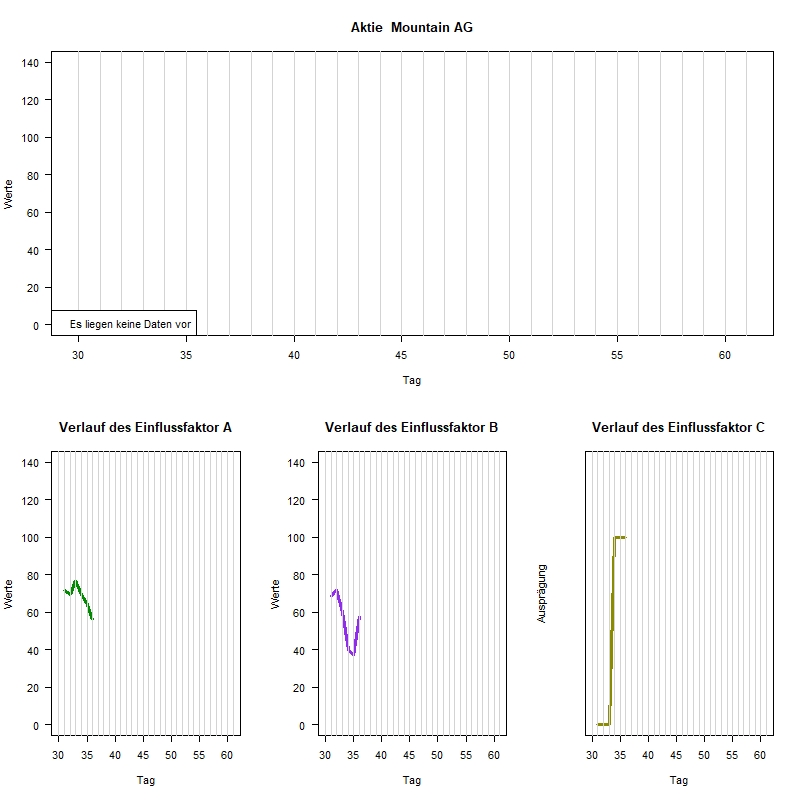 Aktie  Mountain AG
140
120
100
80
60
40
20
0
Werte
Es liegen keine Daten vor
30 35 40 45 50 55 60
Tag
Verlauf des Einflussfaktor A
140
120
100
80
60
40
20
0
Werte
30 35 40 45 50 55 60
Tag
Verlauf des Einflussfaktor B
140
120
100
80
60
40
20
0
Werte
30 35 40 45 50 55 60
Tag
Verlauf des Einflussfaktor C
Ausprägung
30 35 40 45 50 55 60
Tag